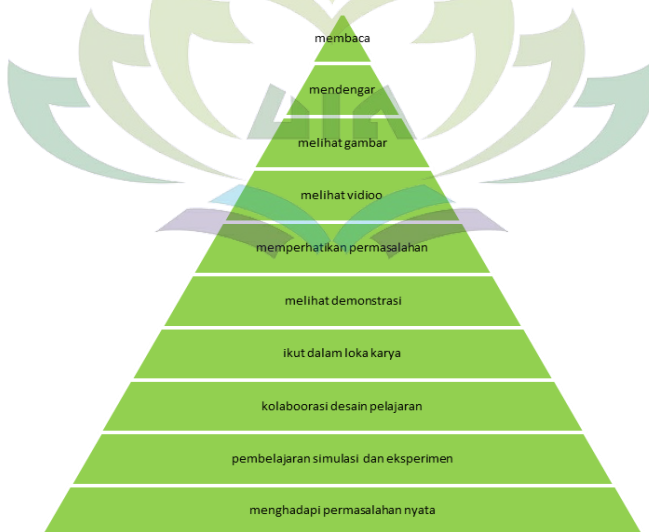 membaca
mendengar
melihat gambar
melihat vidioo
memperhatikan permasalahan
melihat demonstrasi
ikut dalam loka karya
kolaboorasi desain pelajaran
pembelajaran simulasi dan eksperimen
menghadapi permasalahan nyata